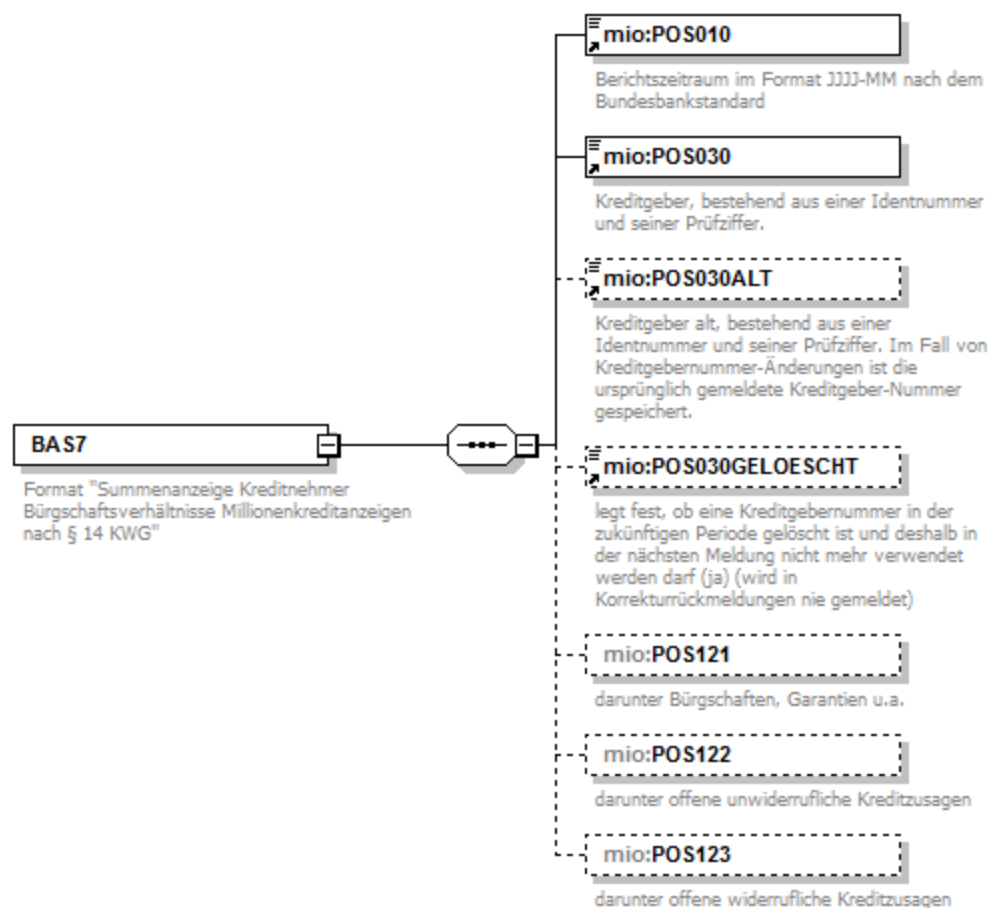 mio:POS010
Berichtszeitraum im Format JJJJ-MM nach dem
Bundesbankstandard
mio:POS030
Kreditgeber, bestehend aus einer Identnummer
und seiner Prüfziffer.
mio:POS030ALT
Kreditgeber alt, bestehend aus einer
Identnummer und seiner Prüfziffer. Im Fall von
Kreditgebernummer-Änderungen ist die
ursprünglich gemeldete Kreditgeber-Nummer
gespeichert.
BAS7
Format "Summenanzeige Kreditnehmer
Bürgschaftsverhältnisse Millionenkreditanzeigen
nach § 14 KWG"
mio:POS030GELOESCHT
legt fest, ob eine Kreditgebernummer in der
zukünftigen Periode gelöscht ist und deshalb in
der nächsten Meldung nicht mehr verwendet
werden darf (ja) (wird in
Korrekturrückmeldungen nie gemeldet)
mio:POS121
darunter Bürgschaften, Garantien u.a.
mio:POS122
darunter offene unwiderrufliche Kreditzusagen
mio:POS123
darunter offene widerrufliche Kreditzusagen